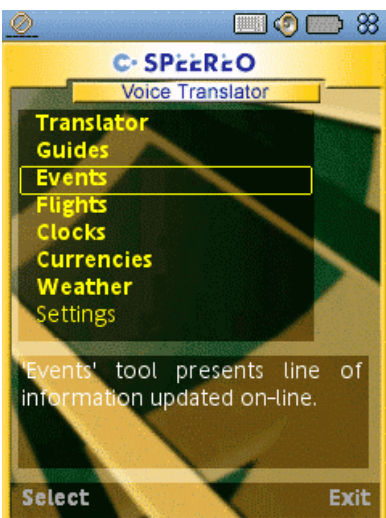 SPEEREO
Voice Translator
Translator
Guides
Events
Flights
Clocks
Currencies
Weather
Settings
'Events' tool presents line of
information updated on-line.
Select Exit